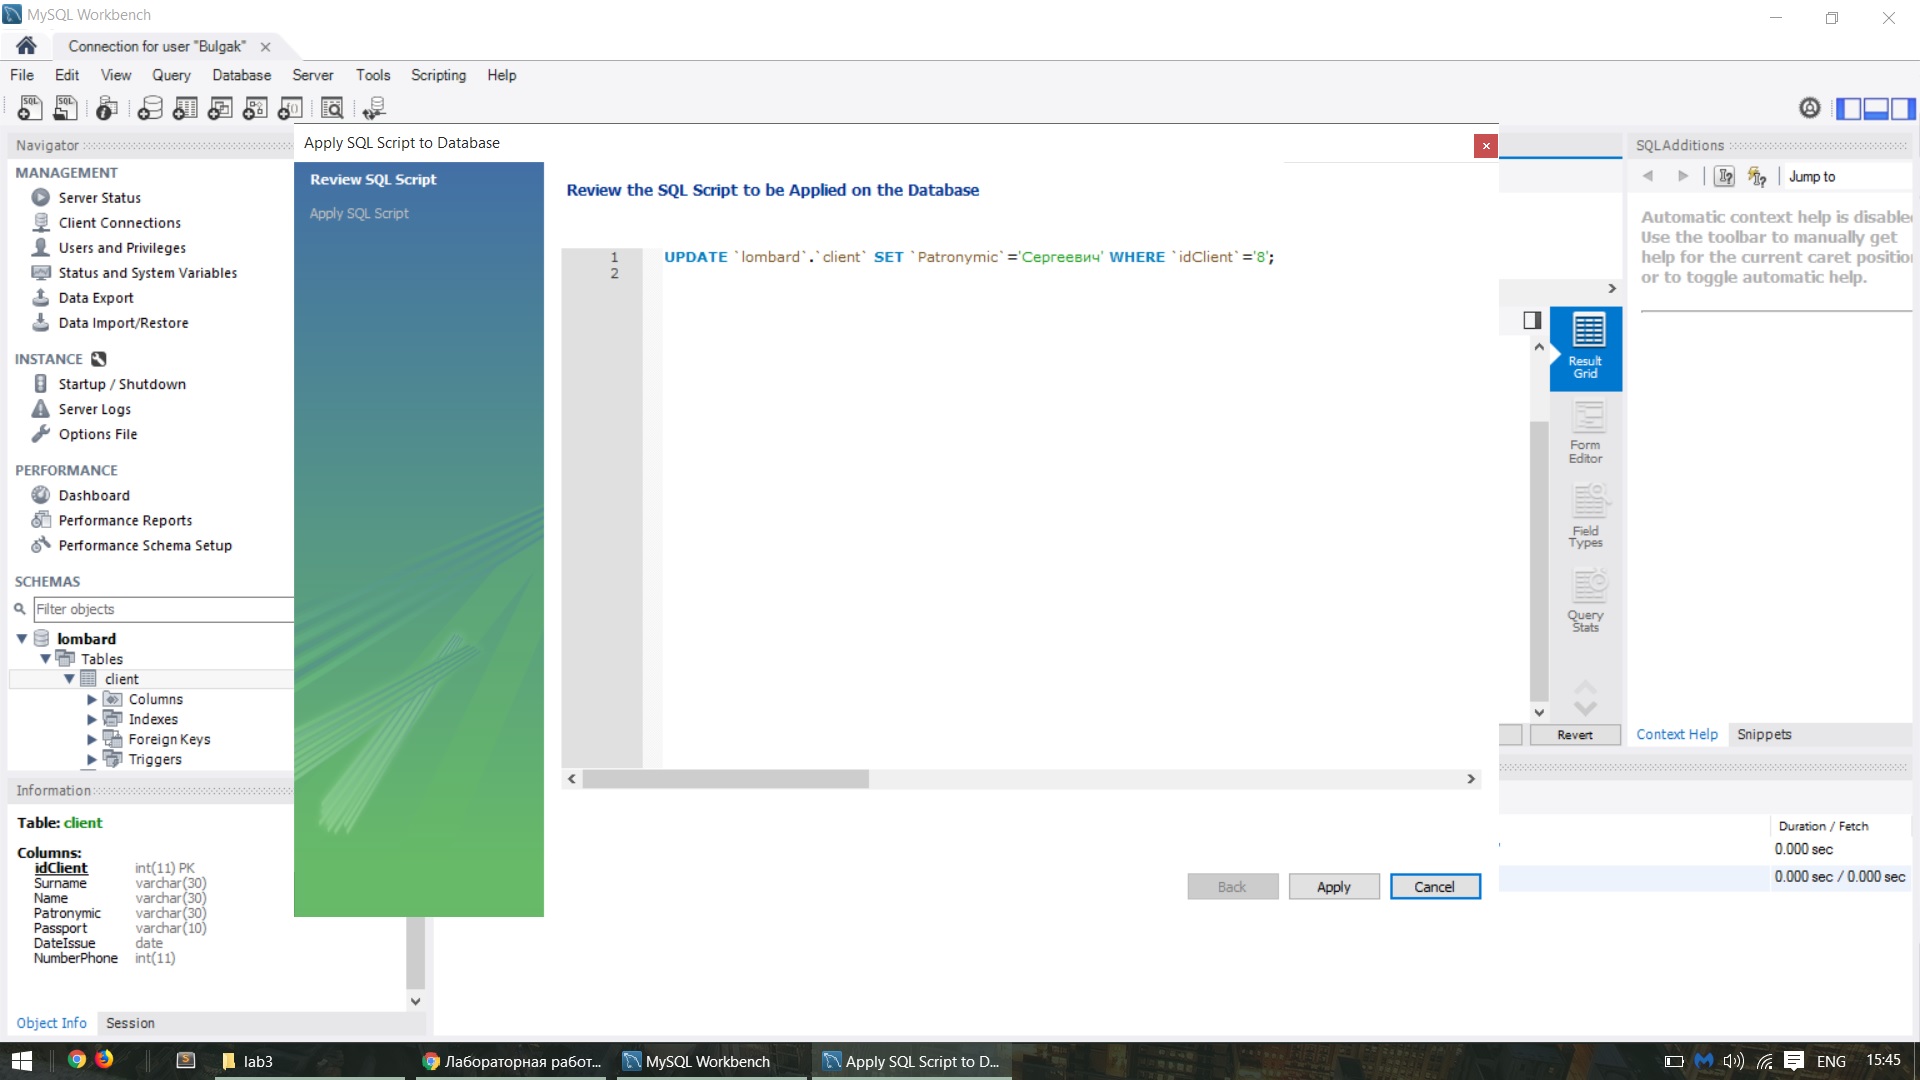 MySQL Workbench
Connection for user "Bulgak"
File Edit View Query Database Server Tools Scripting Help
Navigator
MANAGEMENT
Server Status
Client Connections
Users and Privileges
Status and System Variables
Data Export
Data Import/Restore
INSTANCE
Startup / Shutdown
Server Logs
Options File
PERFORMANCE
Dashboard
Performance Reports
Performance Schema Setup
SCHEMAS
Filter objects
lombard
Tables
client
Columns
Indexes
Foreign Keys
Triggers
Information
Table: client
Columns:
idClient int(11) PK
Surname varchar(30)
Name varchar(30)
Patronymic varchar(30)
Passport varchar(10)
DateIssue date
NumberPhone int(11)
Object Info Session
Apply SQL Script to Database
Review SQL Script
Apply SQL Script
Review the SQL Script to be Applied on the Database
1 UPDATE `lombard`.`client` SET `Patronymic`='Сергеевич' WHERE `idClient`='8';
2
Back Apply Cancel
Result
Grid
Form
Editor
Field
Types
Query
Stats
Revert
SQLAdditions
Jump to
Automatic context help is disable
Use the toolbar to manually get
help for the current caret positio
or to toggle automatic help.
Context Help Snippets
Duration / Fetch
0.000 sec
0.000 sec / 0.000 sec
lab3
Лабораторная работ...
MySQL Workbench
Apply SQL Script to D...
ENG
15:45